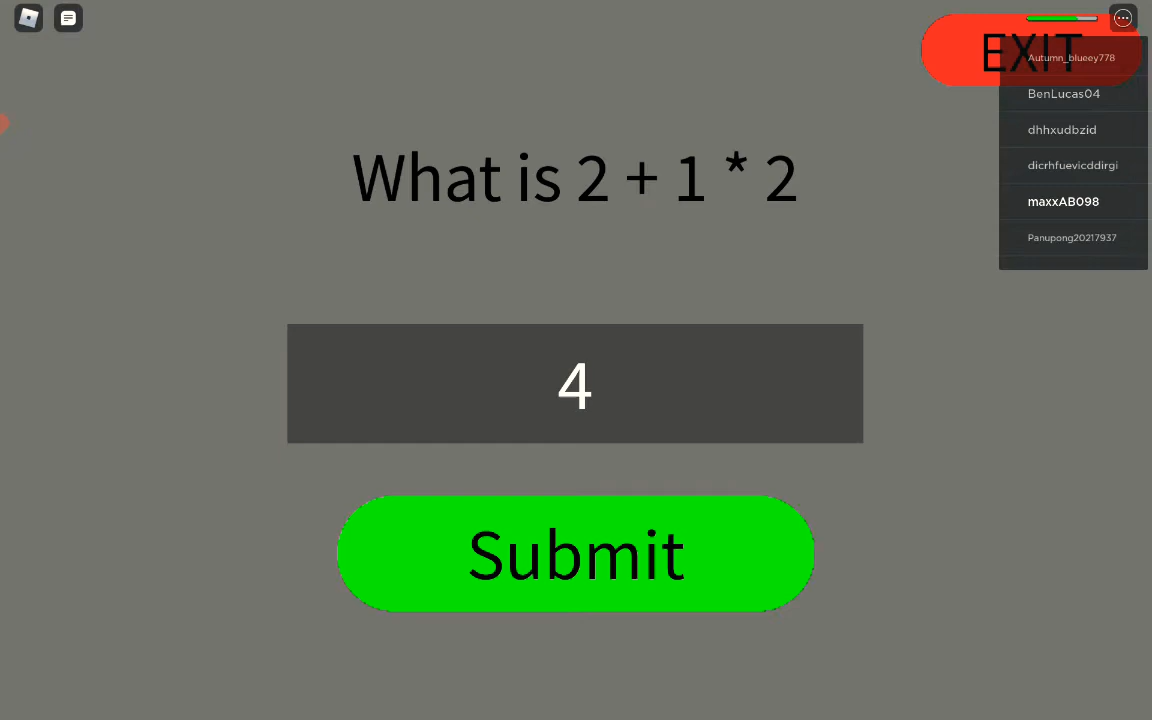 EXIT
Autumn_blueey778
BenLucas04
dhhxudbzid
dicrhfuevicddirgi
maxxAB098
Panupong20217937
What is 2 + 1 * 2
4
Submit